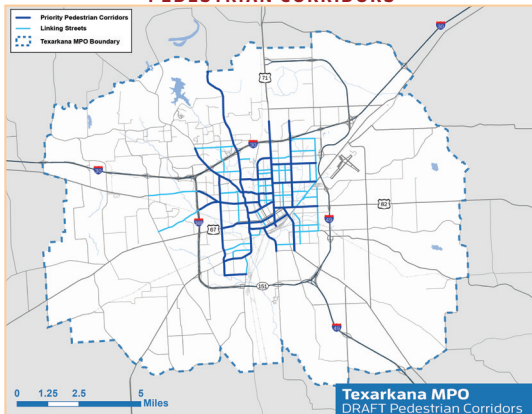 PEDESTRIAN CORRIDORS
Priority Pedestrian Corridors
Linking Streets
Texarkana MPO Boundary
71
82
67
151
0 1.25 2.5 5
Miles
Texarkana MPO
DRAFT Pedestrian Corridors